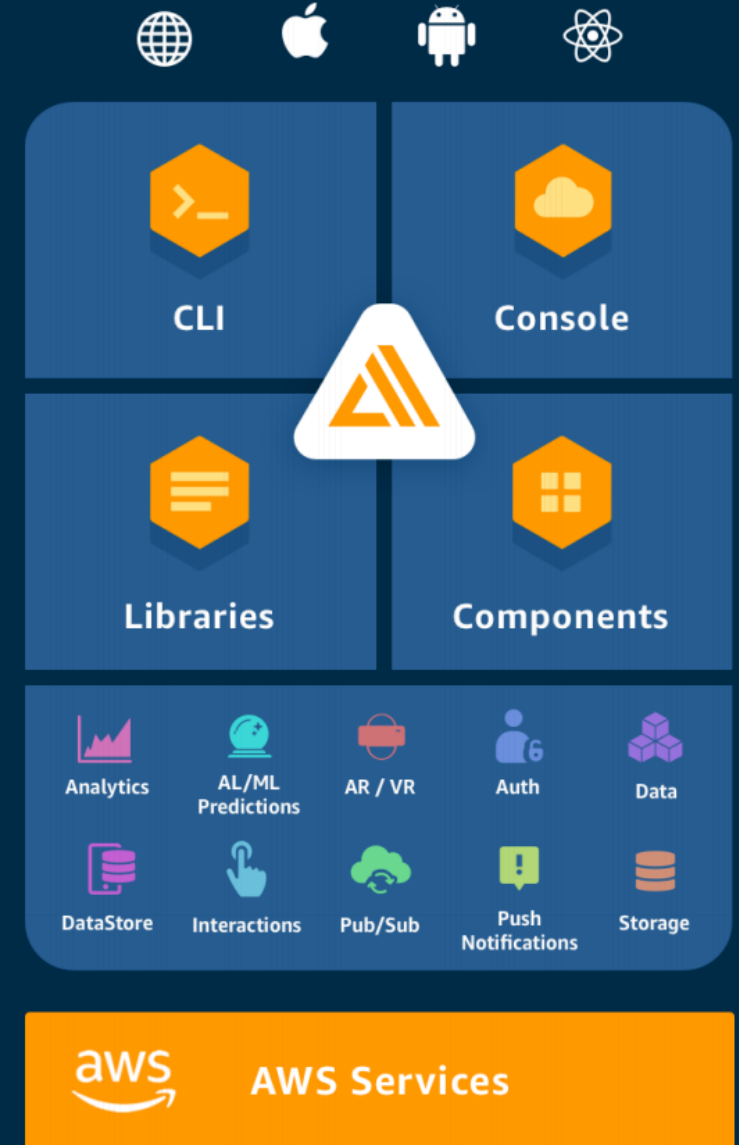 CLI
Console
Libraries
Components
Analytics
AL/ML
Predictions
AR / VR
Auth
Data
DataStore
Interactions
Pub/Sub
Push
Notifications
Storage
aws
AWS Services